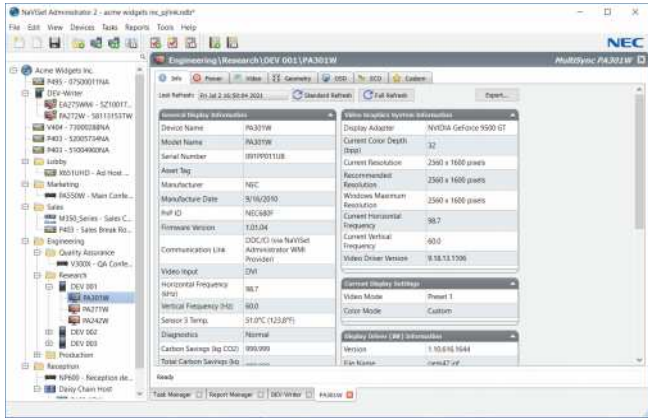 NaViSet Administrator 2 - acme widgets inc_pjlink.ndb*
File Edit View Devices Tasks Reports Tools Help
NEC
Engineering\Research\DEV 001\PA301W
MultiSync PA301W
Acme Widgets Inc.
P495 - 07500011NA
DEV-Writer
EA275WMi - SZ1001T...
PA272W - 58113153TW
V404 - 73000288NA
P403 - 52005734NA
P403 - 51004960NA
Lobby
X651UHD - Asi Host ...
Marketing
PA550W - Main Confe...
Sales
M350_Series - Sales C...
P403 - Sales Break Ro...
Engineering
Quality Assurance
V300X - QA Confe...
Research
DEV 001
PA301W
PA271W
PA242W
DEV 002
DEV 003
Production
Reception
NP600 - Reception de...
Daisy Chain Host
Info
Power
Video
Geometry
OSD
SCD
Custom
Last Refresh: Fri Jul 2 16:50:04 2021
Standard Refresh
Full Refresh
Export...
General Display Information
Device Name PA301W
Model Name PA301W
Serial Number 0919P011UB
Asset Tag
Manufacturer NEC
Manufacture Date 9/16/2010
PnP ID NEC680F
Firmware Version 1.01.04
Communication Link DDC/CI (via NaViSet Administrator WMI Provider)
Video Input DVI
Horizontal Frequency (kHz) 98.7
Vertical Frequency (Hz) 60.0
Sensor 3 Temp. 51.0°C (123.8°F)
Diagnostics Normal
Carbon Savings (kg CO2) 999.999
Total Carbon Savings (kg
Video Graphics System Information
Display Adapter NVIDIA GeForce 9500 GT
Current Color Depth (bpp) 32
Current Resolution 2560 x 1600 pixels
Recommended Resolution 2560 x 1600 pixels
Windows Maximum Resolution 2560 x 1600 pixels
Current Horizontal Frequency 98.7
Current Vertical Frequency 60.0
Video Driver Version 9.18.13.1106
Current Display Settings
Video Mode Preset 1
Color Mode Custom
Display Driver (INF) Information
Version 1.10.616.1644
File Name oem47.inf
Ready
Task Manager
Report Manager
DEV-Writer
PA301W